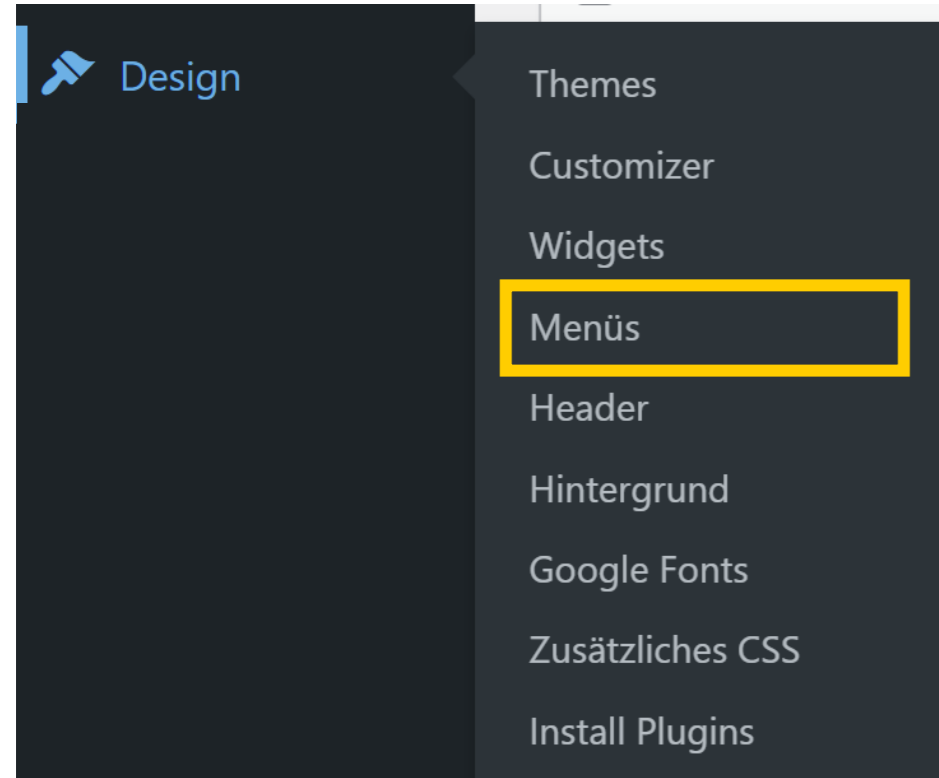 Design
Themes
Customizer
Widgets
Menüs
Header
Hintergrund
Google Fonts
Zusätzliches CSS
Install Plugins